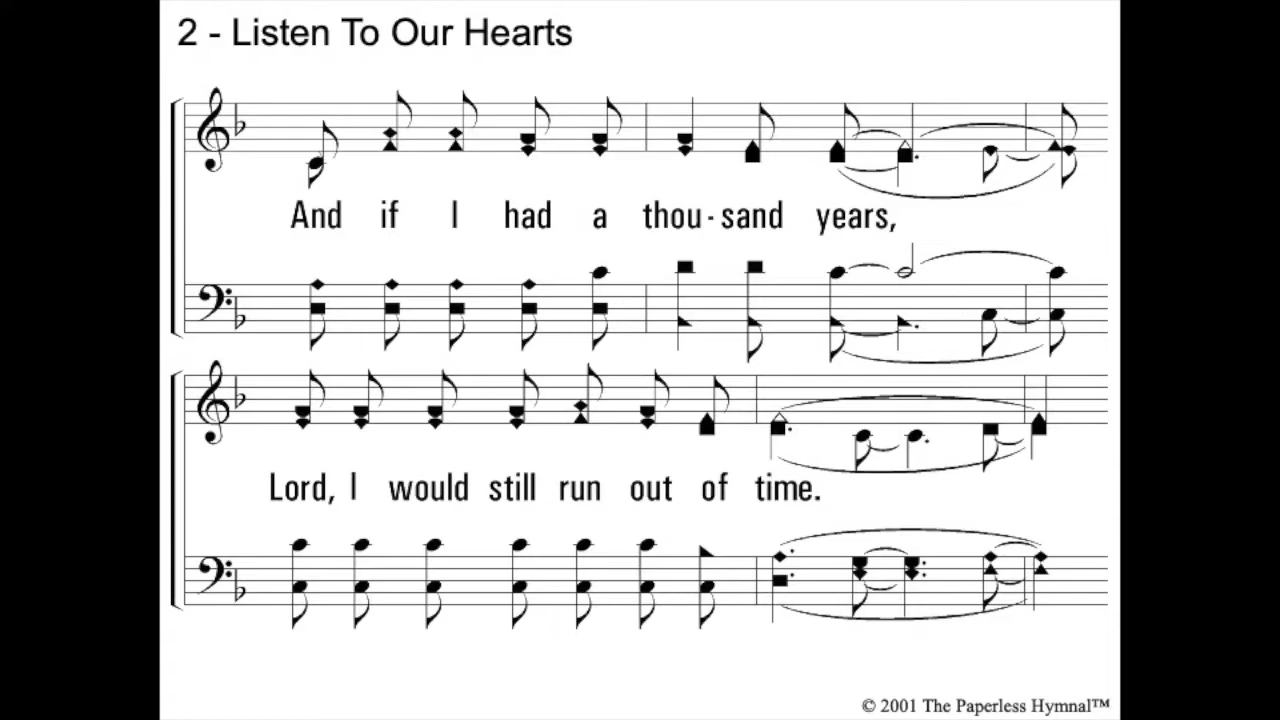 2 - Listen To Our Hearts
And if I had a thou-sand years,
Lord, I would still run out of time.
© 2001 The Paperless Hymnal™